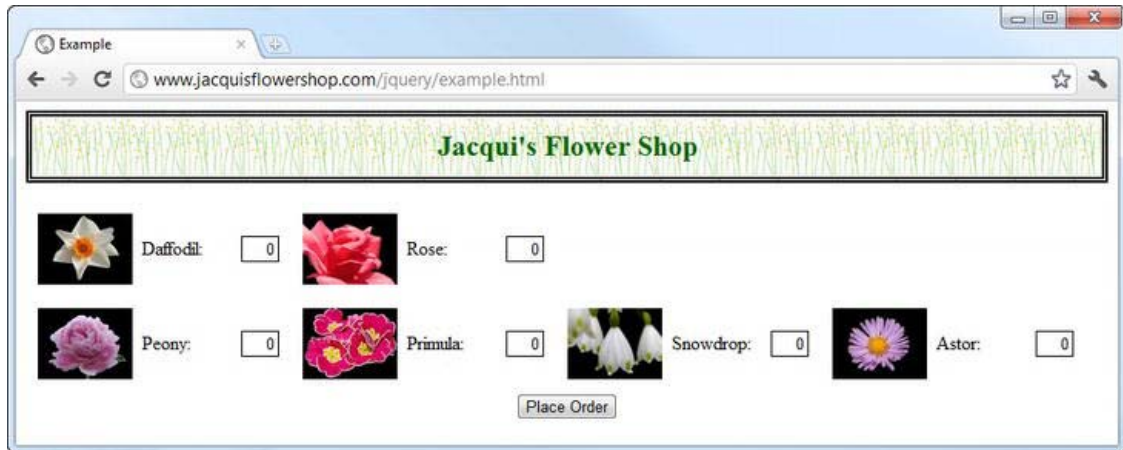 Example
www.jacquisflowershop.com/jquery/example.html
Jacqui's Flower Shop
Daffodil: 0 Rose: 0
Peony: 0 Primula: 0 Snowdrop: 0 Astor: 0
Place Order